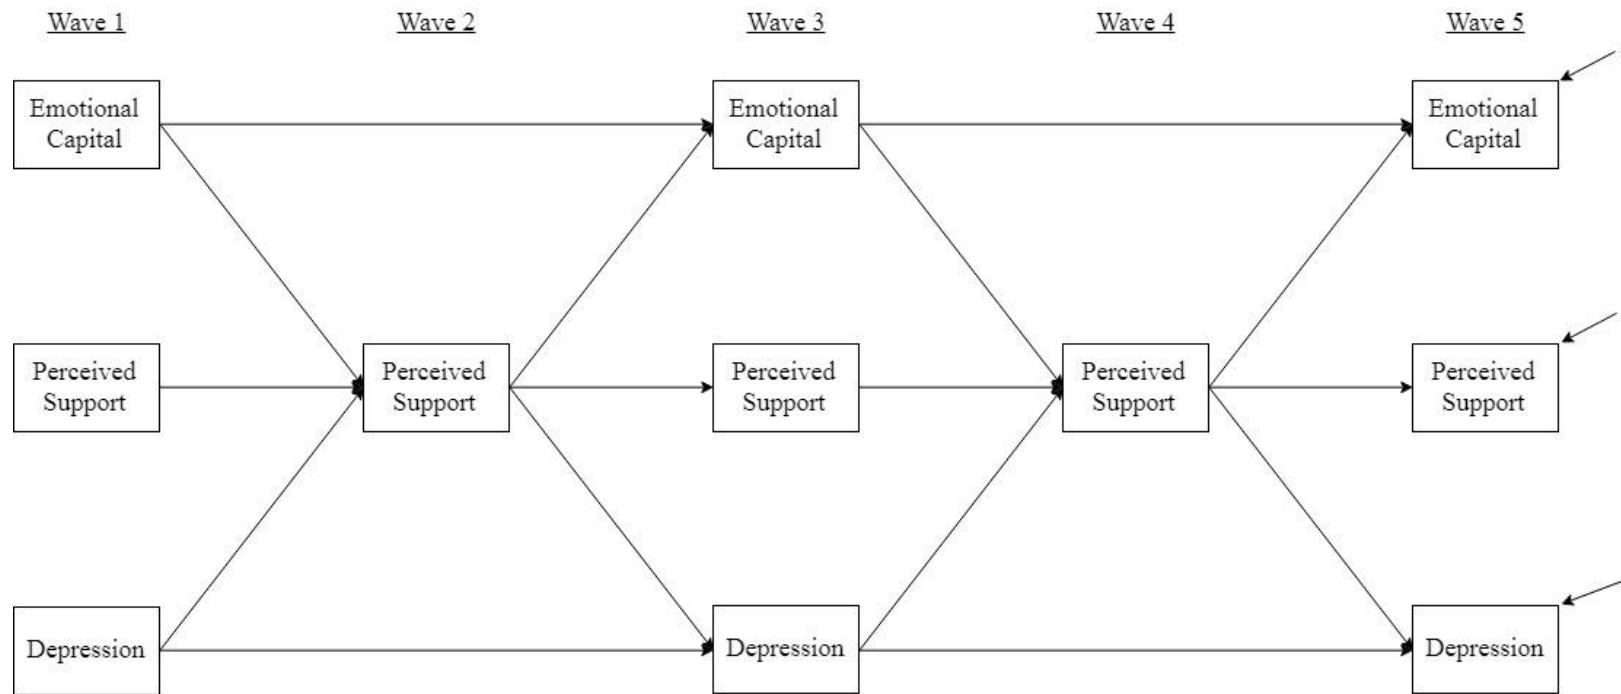 Wave 1
Wave 2
Wave 3
Wave 4
Wave 5
Emotional
Capital
Emotional
Capital
Emotional
Capital
Perceived
Support
Perceived
Support
Perceived
Support
Perceived
Support
Perceived
Support
Depression
Depression
Depression